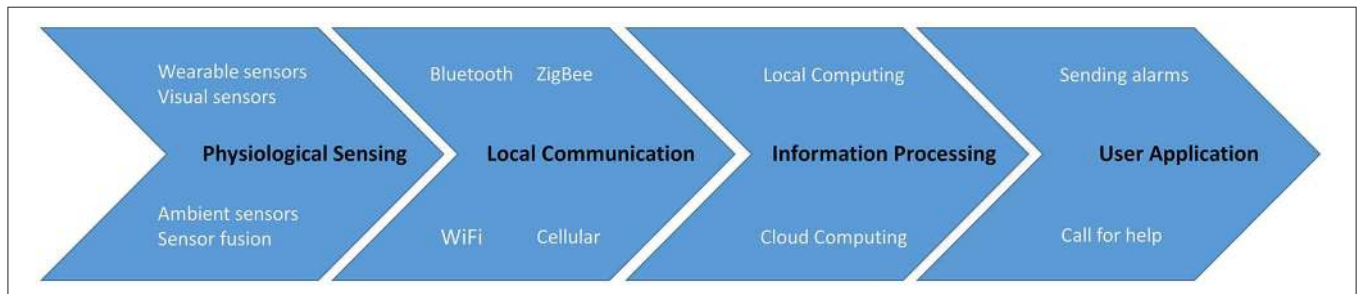 Wearable sensors
Visual sensors
Physiological Sensing
Ambient sensors
Sensor fusion
Bluetooth ZigBee
Local Communication
WiFi Cellular
Local Computing
Information Processing
Cloud Computing
Sending alarms
User Application
Call for help